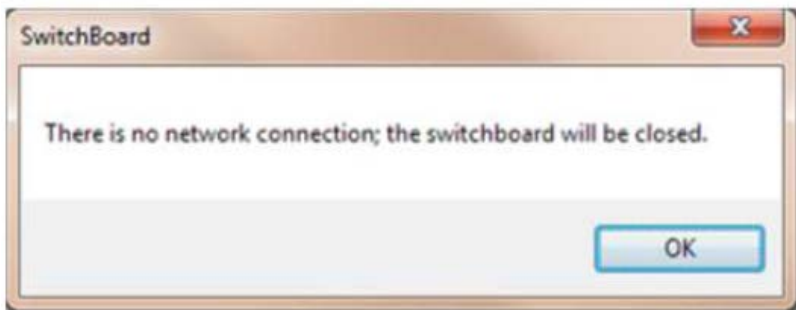 SwitchBoard
There is no network connection; the switchboard will be closed.
OK